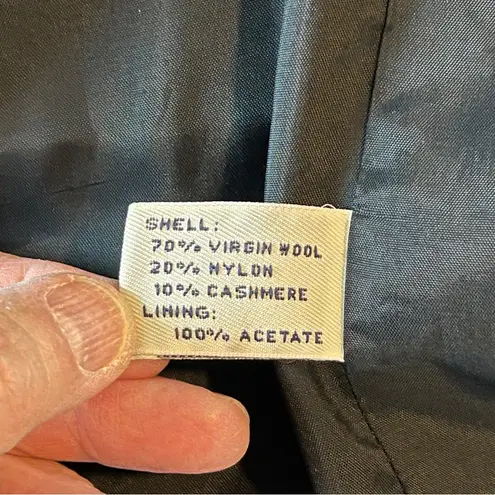 SHELL:
70% VIRGIN WOOL
20% NYLON
10% CASHMERE
LINING:
100% ACETATE